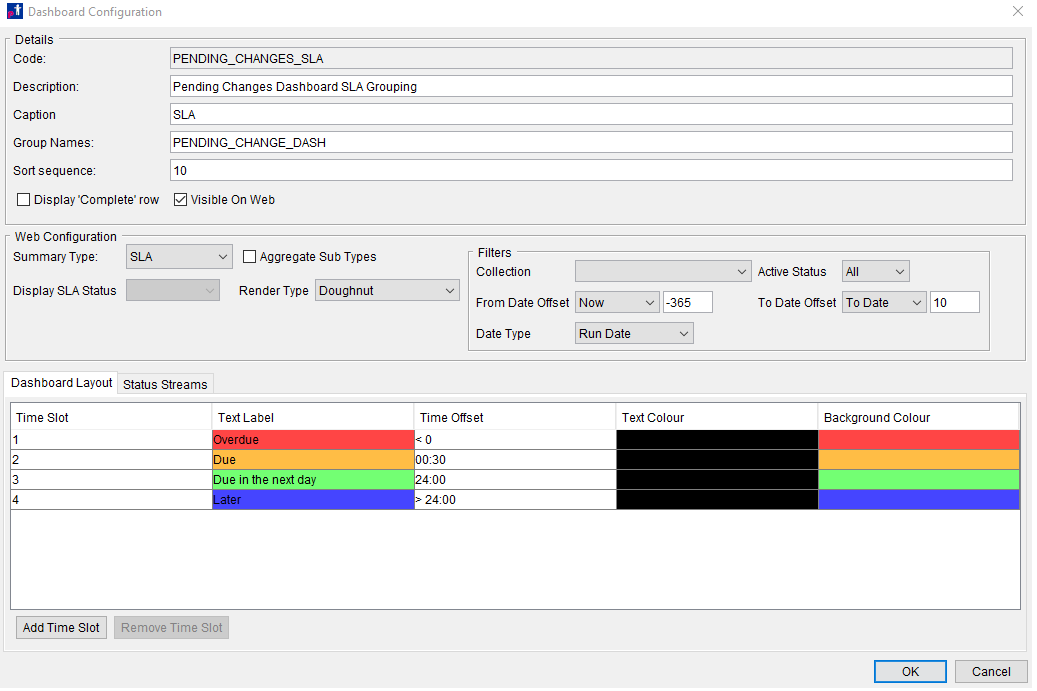 Dashboard Configuration
Details
Code: PENDING_CHANGES_SLA
Description: Pending Changes Dashboard SLA Grouping
Caption SLA
Group Names: PENDING_CHANGE_DASH
Sort sequence: 10
Display 'Complete' row Visible On Web
Web Configuration
Summary Type: SLA Aggregate Sub Types
Display SLA Status Render Type Doughnut
Filters
Collection Active Status All
From Date Offset Now -365 To Date Offset To Date 10
Date Type Run Date
Dashboard Layout Status Streams
Time Slot Text Label Time Offset Text Colour Background Colour
1 Overdue < 0
2 Due 00:30
3 Due in the next day 24:00
4 Later > 24:00
Add Time Slot Remove Time Slot
OK Cancel